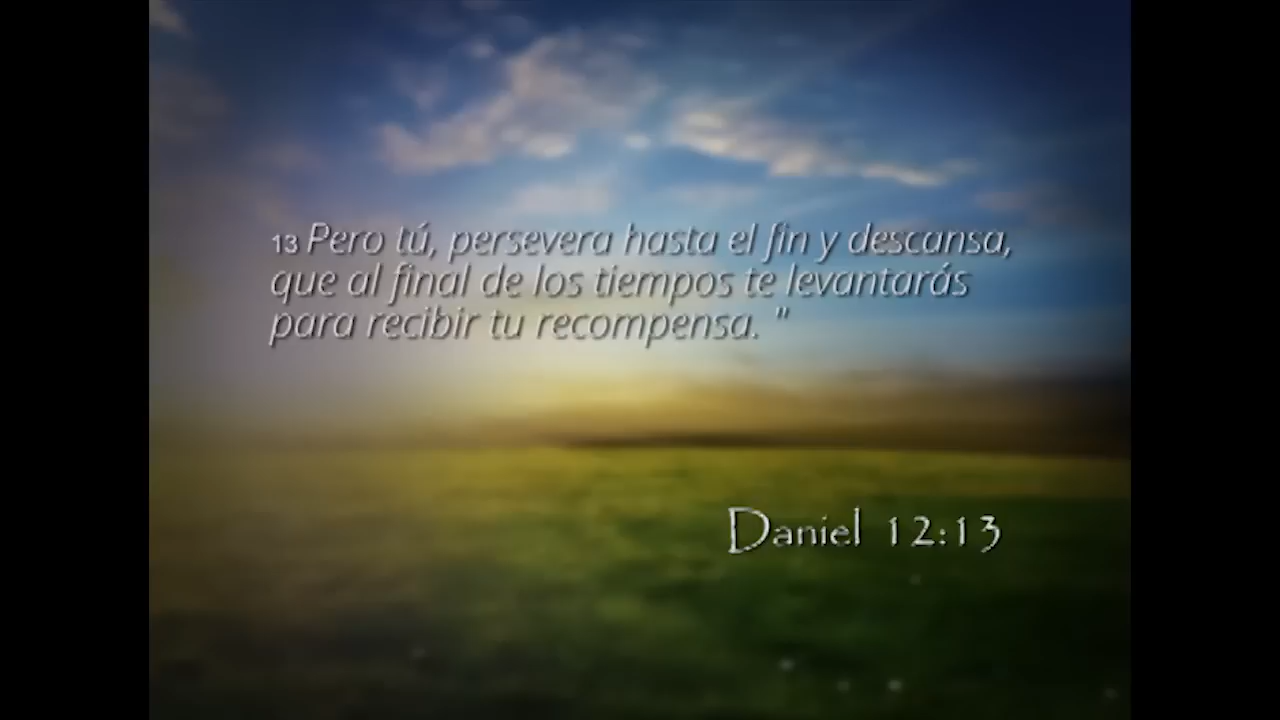 13 Pero tú, persevera hasta el fin y descansa,
que al final de los tiempos te levantarás
para recibir tu recompensa. "
Daniel 12:13